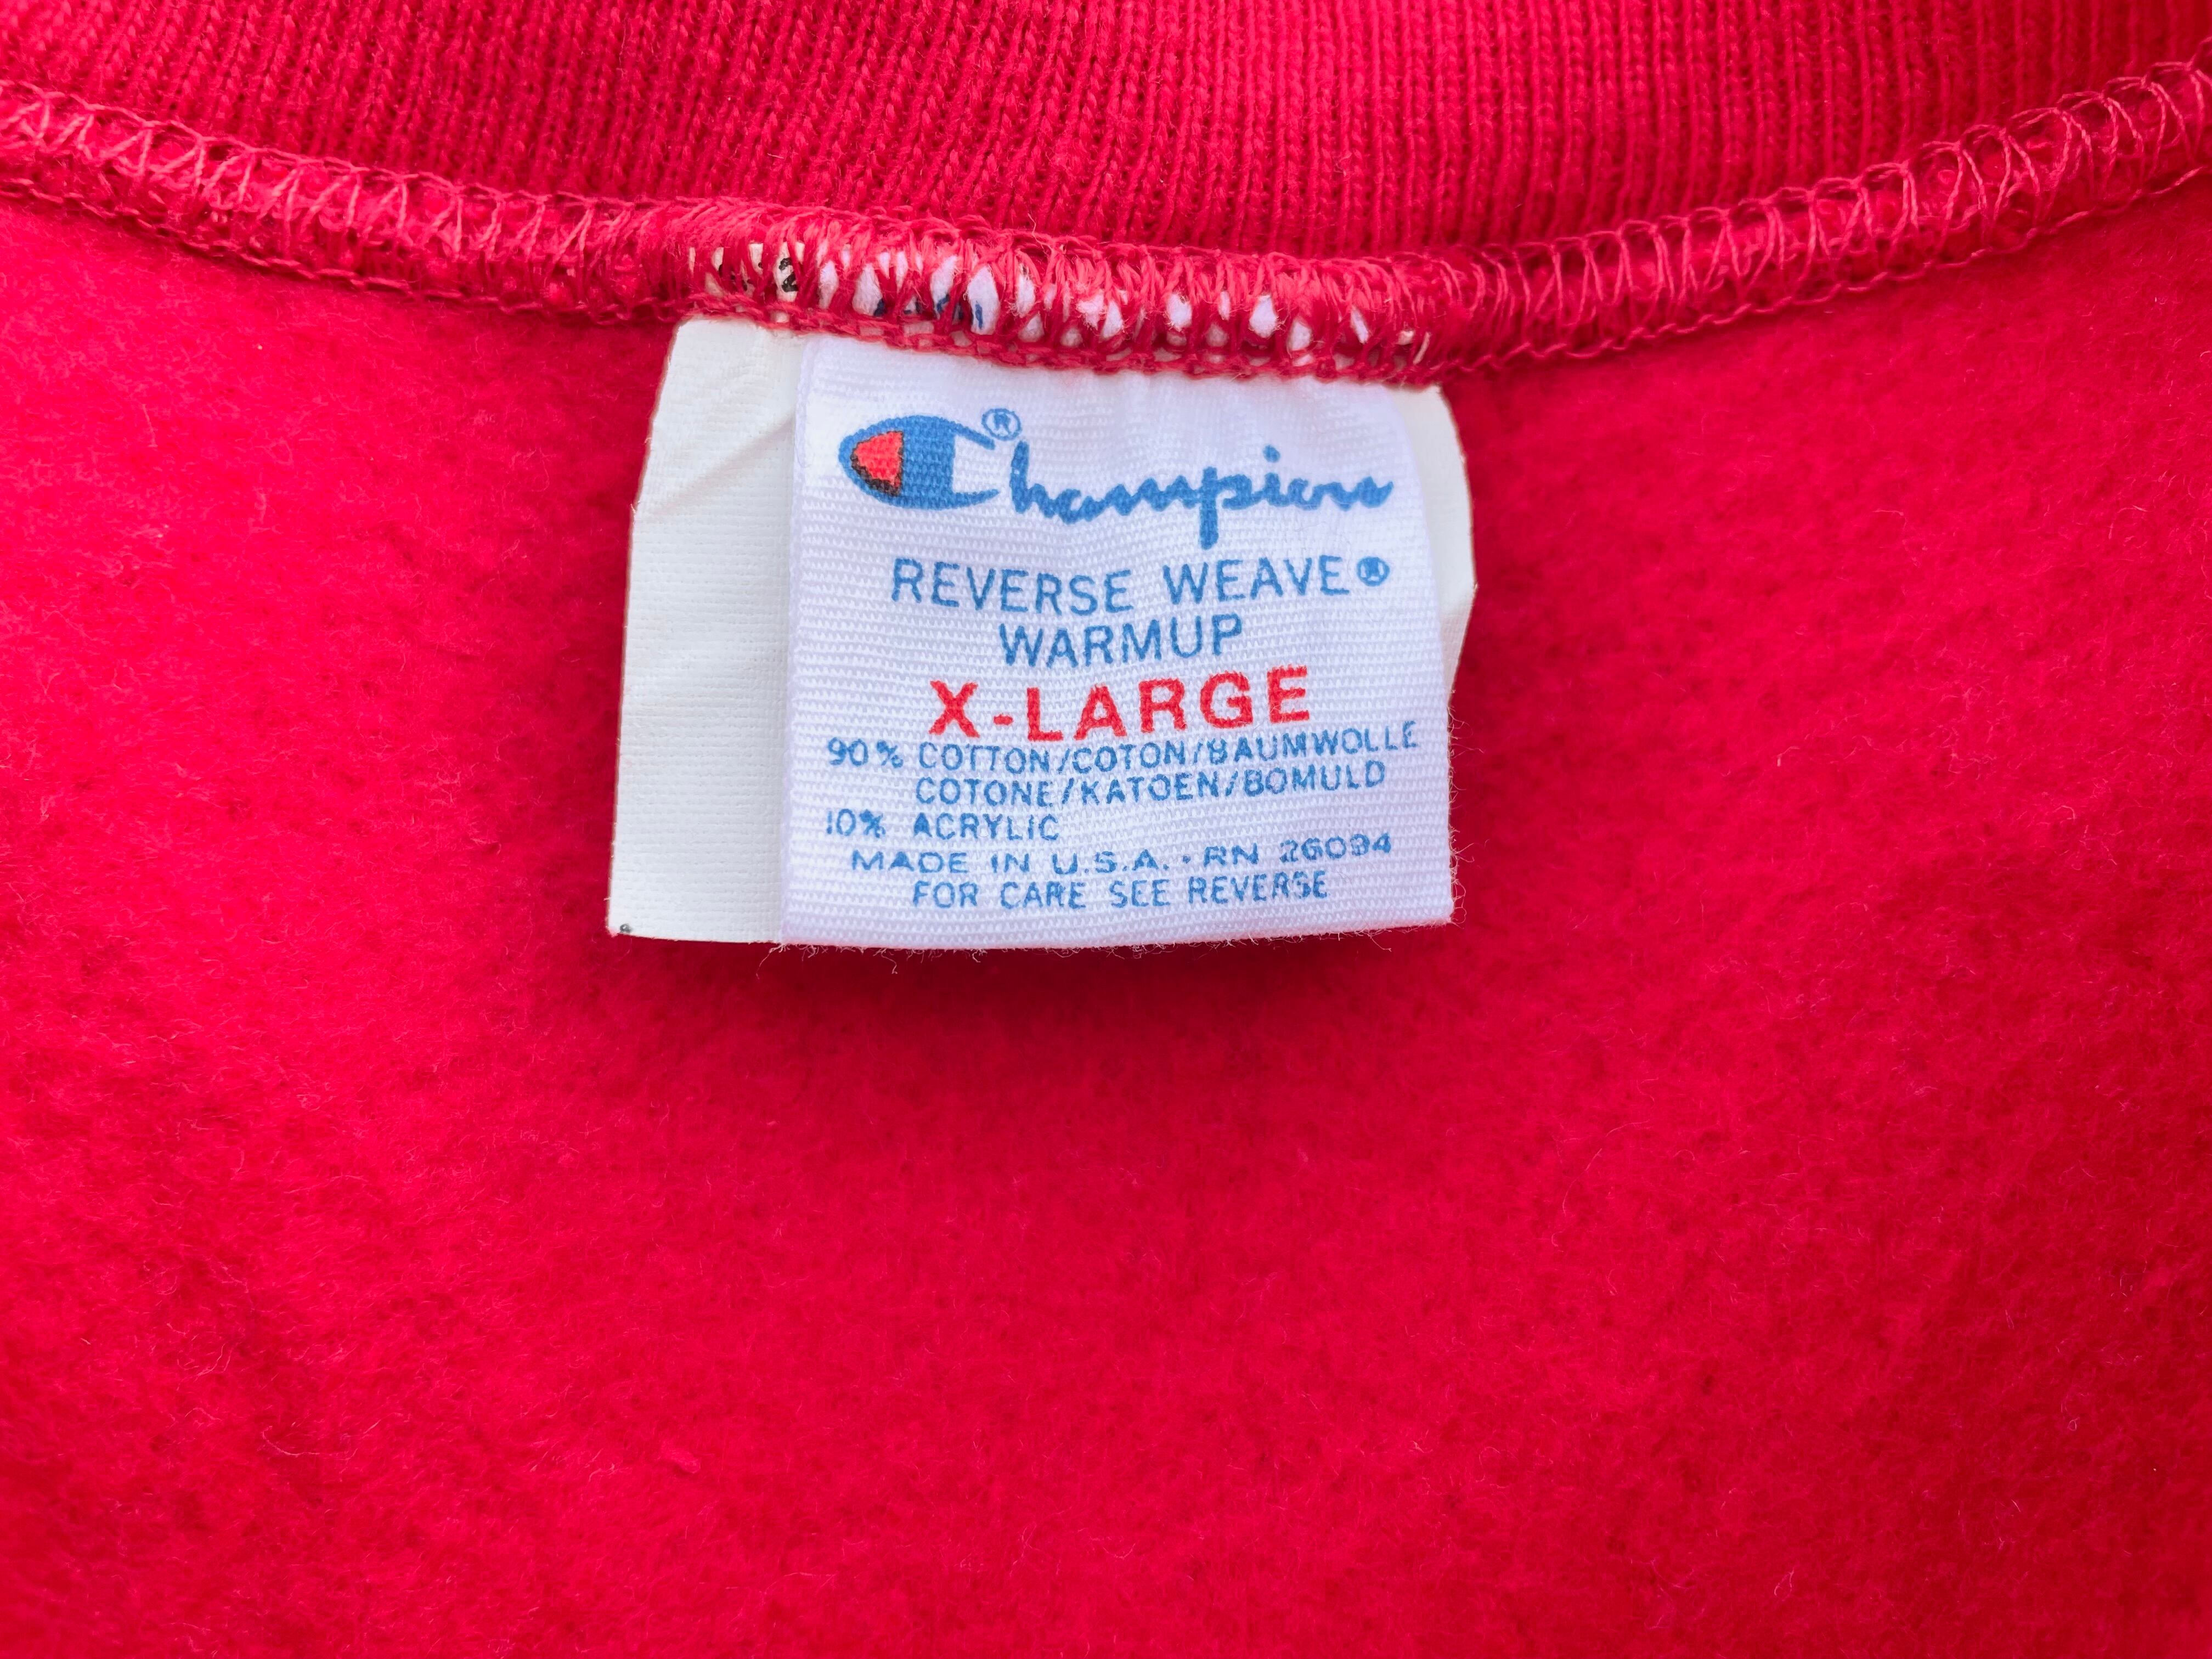 Champion®
REVERSE WEAVE®
WARMUP
X-LARGE
90% COTTON/COTON/BAUMWOLLE
COTONE/KATOEN/BOMULD
10% ACRYLIC
MADE IN U.S.A. · RN 26094
FOR CARE SEE REVERSE